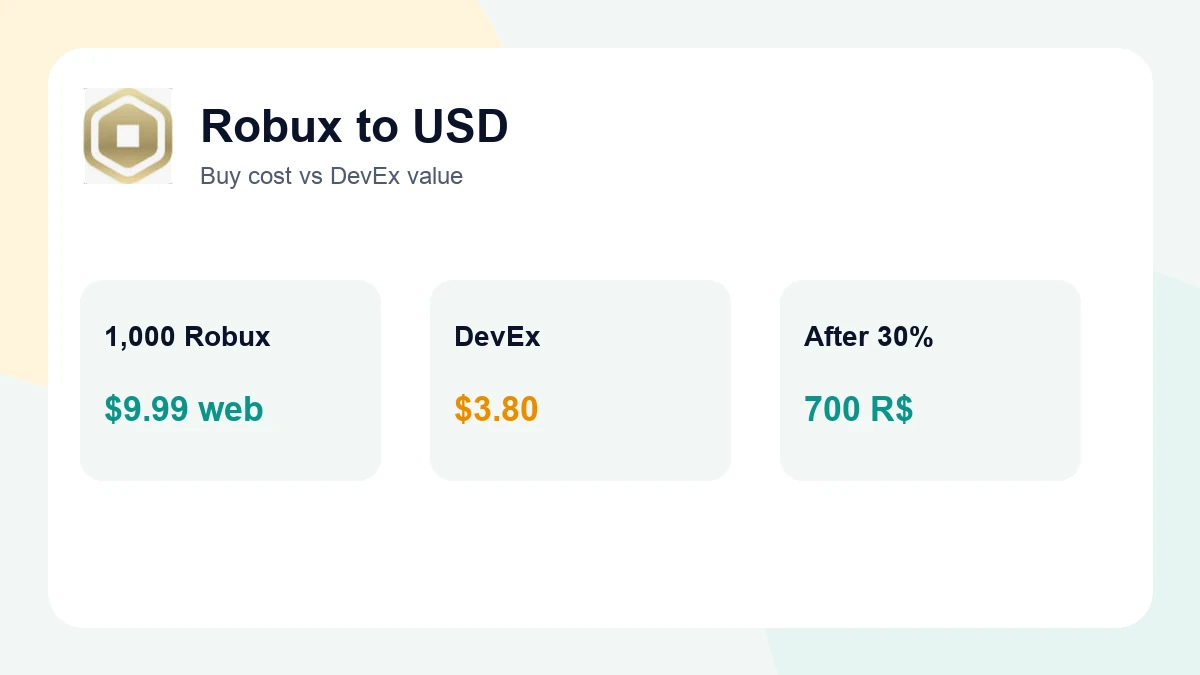 Robux to USD
Buy cost vs DevEx value
1,000 Robux
$9.99 web
DevEx
$3.80
After 30%
700 R$